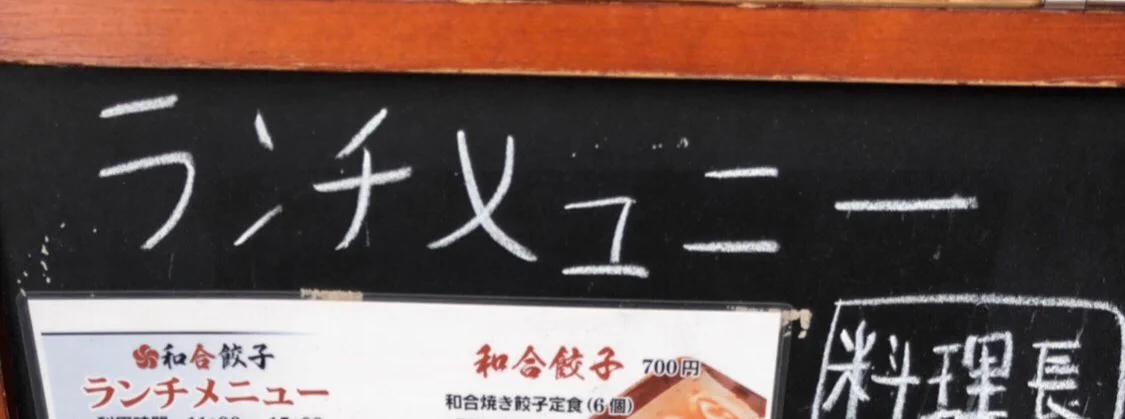 ランチメュニー
和合餃子
ランチメニュー
和合餃子 700円
和合焼き餃子定食(6個)
料理長